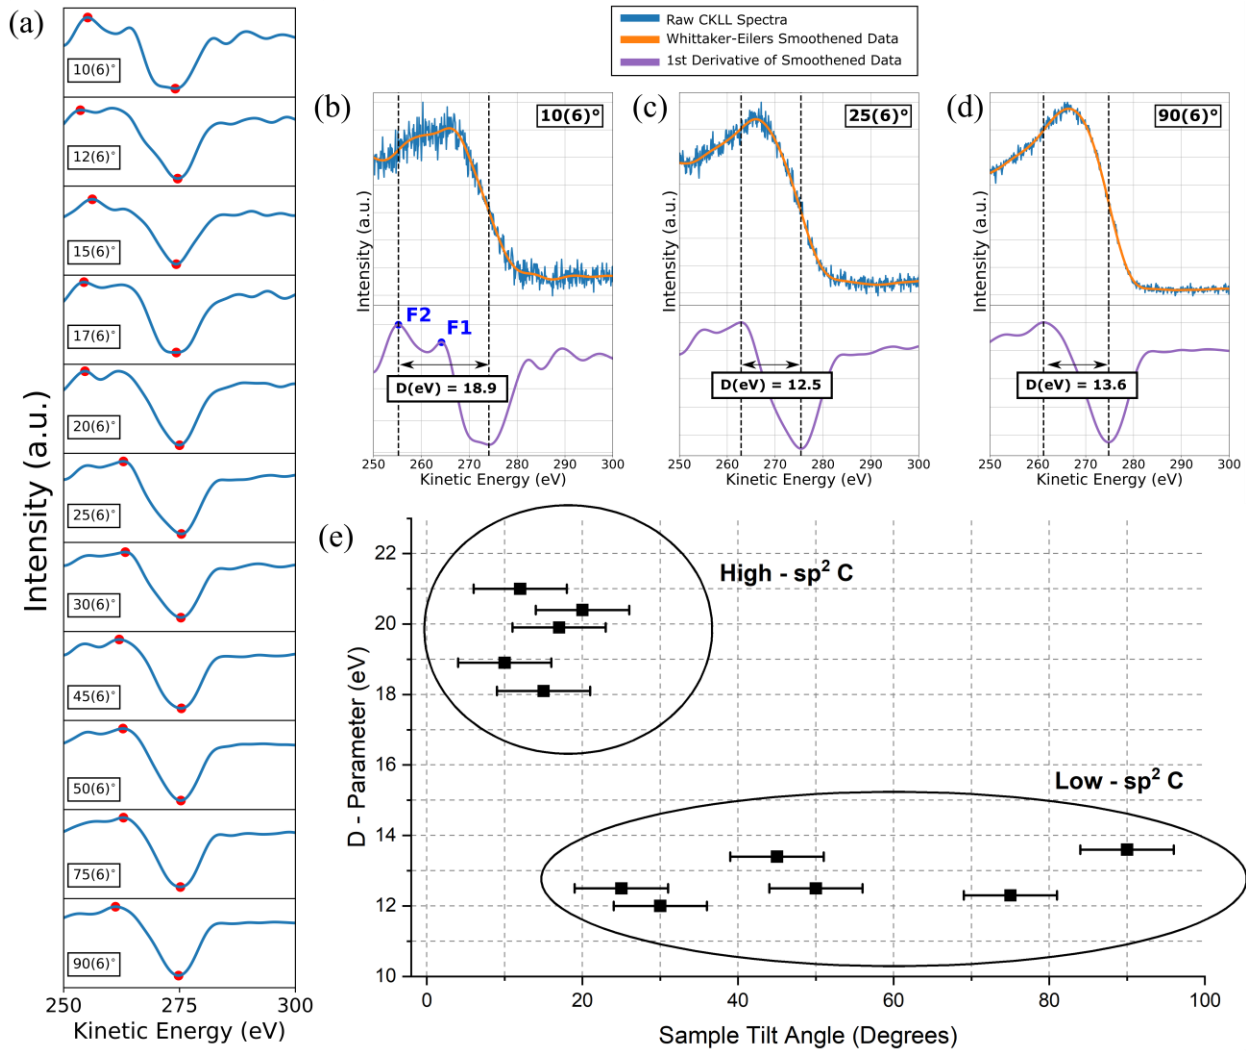 (a)
10(6)°
12(6)°
15(6)°
17(6)°
20(6)°
25(6)°
30(6)°
45(6)°
50(6)°
75(6)°
90(6)°
Intensity (a.u.)
250 275 300
Kinetic Energy (eV)
Raw CKLL Spectra
Whittaker-Eilers Smoothened Data
1st Derivative of Smoothened Data
(b)
10(6)°
Intensity (a.u.)
F2
F1
D(eV) = 18.9
250 260 270 280 290 300
Kinetic Energy (eV)
(c)
25(6)°
Intensity (a.u.)
D(eV) = 12.5
250 260 270 280 290 300
Kinetic Energy (eV)
(d)
90(6)°
Intensity (a.u.)
D(eV) = 13.6
250 260 270 280 290 300
Kinetic Energy (eV)
(e)
High - sp² C
Low - sp² C
D - Parameter (eV)
22
20
18
16
14
12
10
0 20 40 60 80 100
Sample Tilt Angle (Degrees)